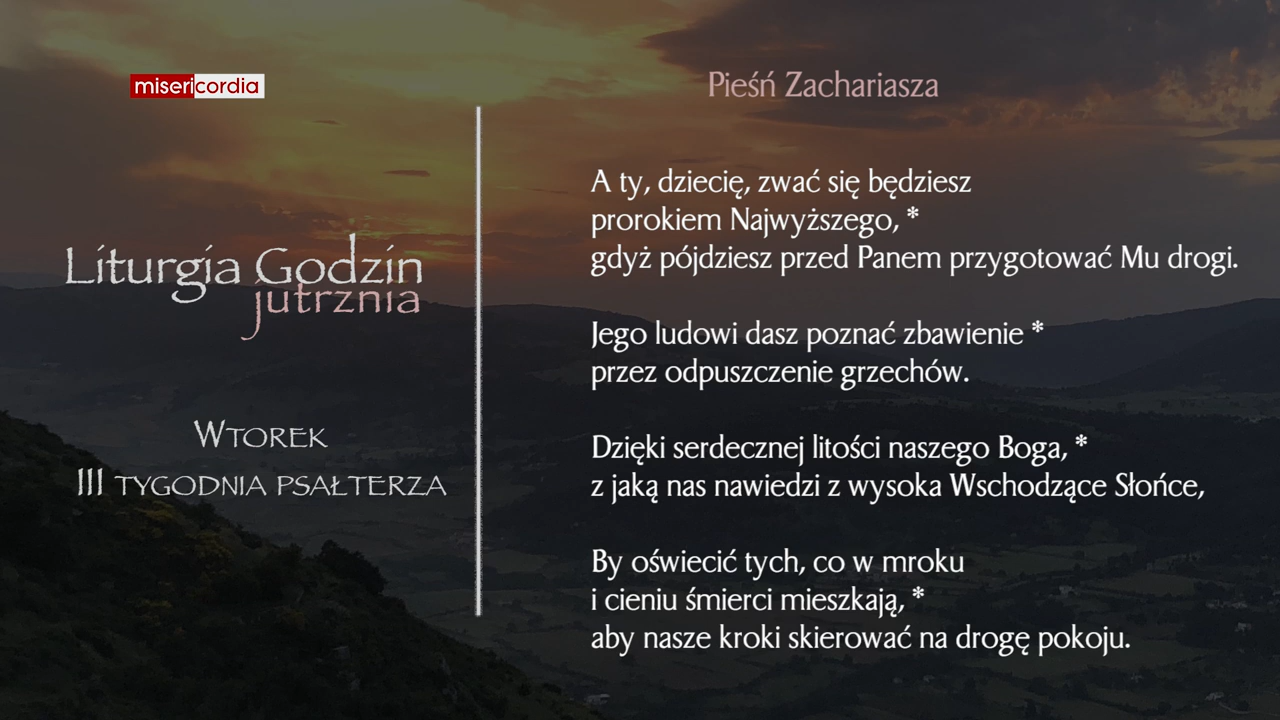 misericordia
Liturgia Godzin
jutrznia
Wtorek
III tygodnia psałterza
Pieśń Zachariasza
A ty, dziecię, zwać się będziesz
prorokiem Najwyższego, *
gdyż pójdziesz przed Panem przygotować Mu drogi.
Jego ludowi dasz poznać zbawienie *
przez odpuszczenie grzechów.
Dzięki serdecznej litości naszego Boga, *
z jaką nas nawiedzi z wysoka Wschodzące Słońce,
By oświecić tych, co w mroku
i cieniu śmierci mieszkają, *
aby nasze kroki skierować na drogę pokoju.